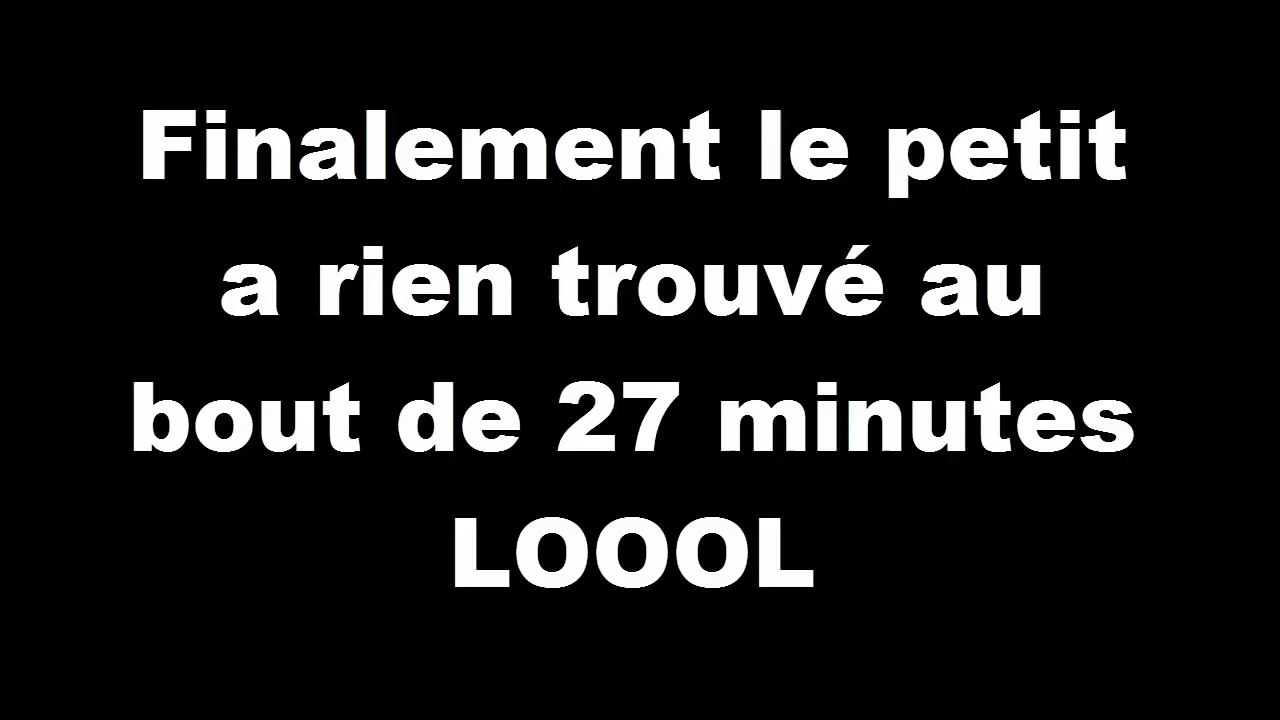 Finalement le petit
a rien trouvé au
bout de 27 minutes
LOOOL